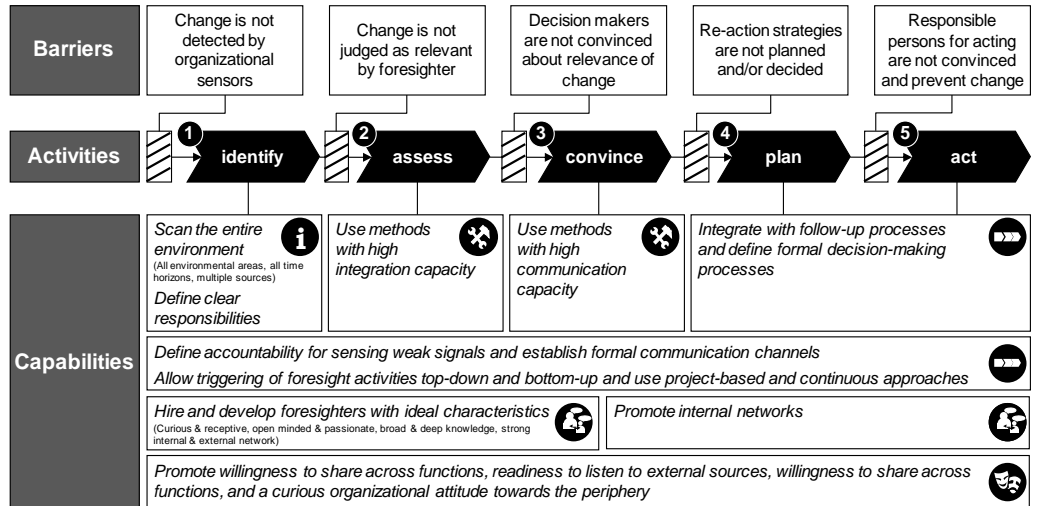 Barriers
Change is not
detected by
organizational
sensors
Change is not
judged as relevant
by foresighter
Decision makers
are not convinced
about relevance of
change
Re-action strategies
are not planned
and/or decided
Responsible
persons for acting
are not convinced
and prevent change
Activities
1
identify
2
assess
3
convince
4
plan
5
act
Capabilities
Scan the entire
environment
(All environmental areas, all time
horizons, multiple sources)
Define clear
responsibilities
i
Use methods
with high
integration capacity
Use methods
with high
communication
capacity
Integrate with follow-up processes
and define formal decision-making
processes
Define accountability for sensing weak signals and establish formal communication channels
Allow triggering of foresight activities top-down and bottom-up and use project-based and continuous approaches
Hire and develop foresighters with ideal characteristics
(Curious & receptive, open minded & passionate, broad & deep knowledge, strong
internal & external network)
Promote internal networks
Promote willingness to share across functions, readiness to listen to external sources, willingness to share across
functions, and a curious organizational attitude towards the periphery